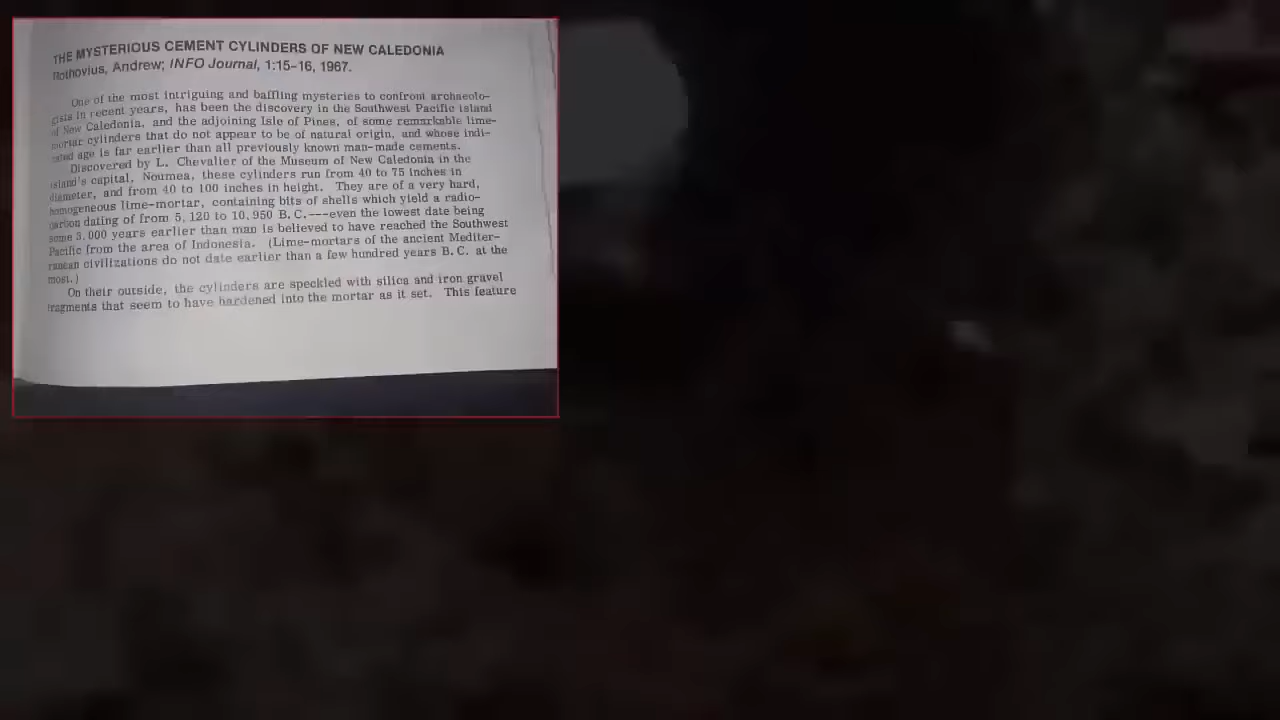 THE MYSTERIOUS CEMENT CYLINDERS OF NEW CALEDONIA
Rothovius, Andrew; INFO Journal, 1:15-16, 1967.
One of the most intriguing and baffling mysteries to confront archaeolo-
gists in recent years, has been the discovery in the Southwest Pacific island
of New Caledonia, and the adjoining Isle of Pines, of some remarkable lime-
mortar cylinders that do not appear to be of natural origin, and whose indi-
cated age is far earlier than all previously known man-made cements.
Discovered by L. Chevalier of the Museum of New Caledonia in the
island's capital, Noumea, these cylinders run from 40 to 75 inches in
diameter, and from 40 to 100 inches in height. They are of a very hard,
homogeneous lime-mortar, containing bits of shells which yield a radio-
carbon dating of from 5,120 to 10,950 B.C.---even the lowest date being
some 3,000 years earlier than man is believed to have reached the Southwest
Pacific from the area of Indonesia. (Lime-mortars of the ancient Mediter-
ranean civilizations do not date earlier than a few hundred years B.C. at the
most.)
On their outside, the cylinders are speckled with silica and iron gravel
fragments that seem to have hardened into the mortar as it set. This feature